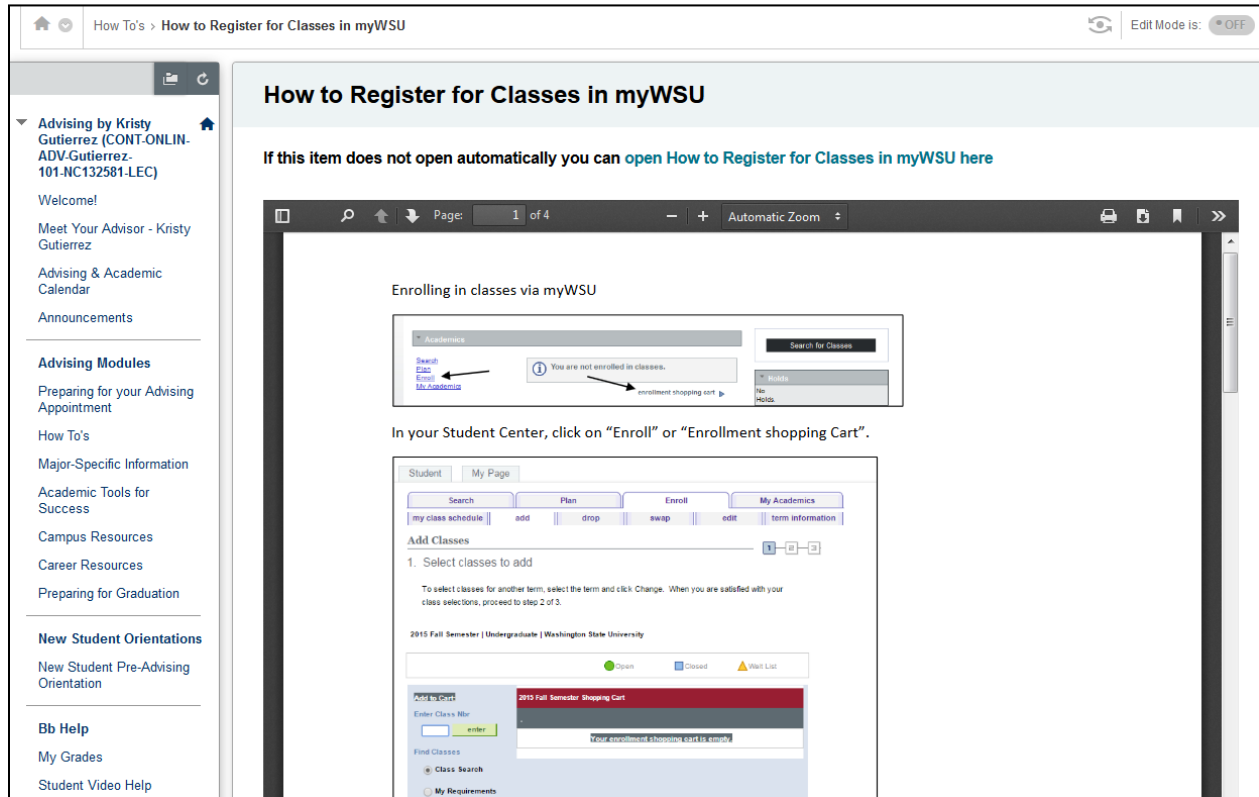 How To's > How to Register for Classes in myWSU
Edit Mode is: OFF
Advising by Kristy
Gutierrez (CONT-ONLIN-
ADV-Gutierrez-
101-NC132581-LEC)
Welcome!
Meet Your Advisor - Kristy
Gutierrez
Advising & Academic
Calendar
Announcements
Advising Modules
Preparing for your Advising
Appointment
How To's
Major-Specific Information
Academic Tools for
Success
Campus Resources
Career Resources
Preparing for Graduation
New Student Orientations
New Student Pre-Advising
Orientation
Bb Help
My Grades
Student Video Help
How to Register for Classes in myWSU
If this item does not open automatically you can open How to Register for Classes in myWSU here
Page: 1 of 4
Automatic Zoom
Enrolling in classes via myWSU
Academics
Search
Plan
Enroll
My Academics
You are not enrolled in classes.
enrollment shopping cart
Search for Classes
Holds
No
Holds.
In your Student Center, click on “Enroll” or “Enrollment shopping Cart”.
Student My Page
Search Plan Enroll My Academics
my class schedule add drop swap edit term information
Add Classes
1 2 3
1. Select classes to add
To select classes for another term, select the term and click Change. When you are satisfied with your
class selections, proceed to step 2 of 3.
2015 Fall Semester | Undergraduate | Washington State University
Open Closed Wait List
Add to Cart:
Enter Class Nbr
enter
Find Classes
Class Search
My Requirements
2015 Fall Semester Shopping Cart
Your enrollment shopping cart is empty.